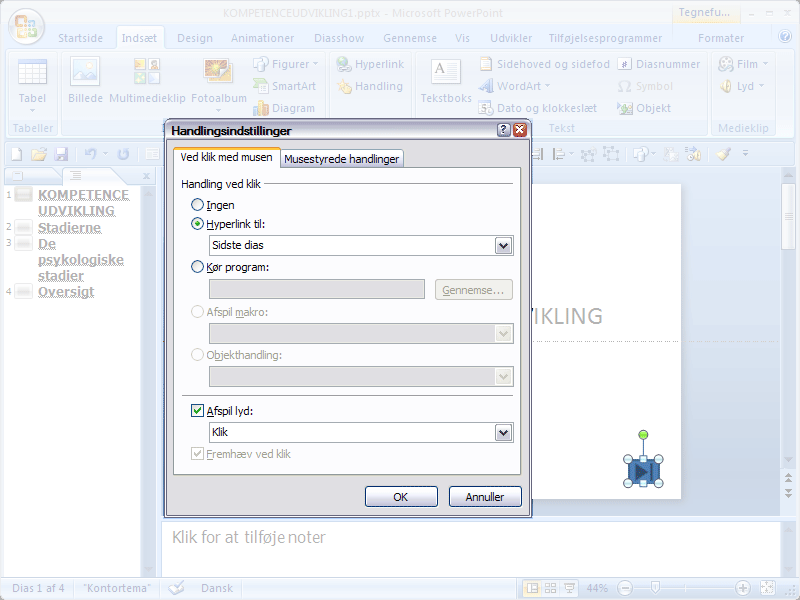 KOMPETENCEUDVIKLING1.pptx - Microsoft PowerPoint
Tegnefu...
Startside Indsæt Design Animationer Diasshow Gennemse Vis Udvikler Tilføjelsesprogrammer Formater
Tabel
Tabeller
Billede Multimedieklip Fotoalbum
Figurer
SmartArt
Diagram
Hyperlink
Handling
Tekstboks
Sidehoved og sidefod
WordArt
Dato og klokkeslæt
Diasnummer
Symbol
Objekt
Tekst
Film
Lyd
Medieklip
1 KOMPETENCE
UDVIKLING
2 Stadierne
3 De
psykologiske
stadier
4 Oversigt
Handlingsindstillinger
Ved klik med musen Musestyrede handlinger
Handling ved klik
Ingen
Hyperlink til:
Sidste dias
Kør program:
Gennemse...
Afspil makro:
Objekthandling:
Afspil lyd:
Klik
Fremhæv ved klik
OK Annuller
VIKLING
Klik for at tilføje noter
Dias 1 af 4 "Kontortema" Dansk 44%